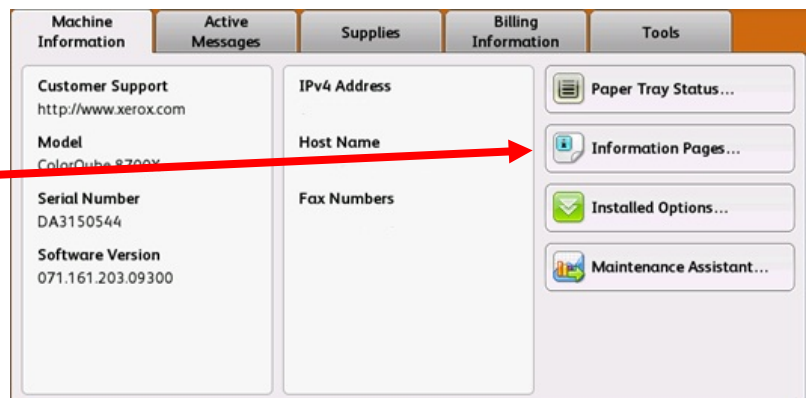 Machine
Information
Active
Messages
Supplies
Billing
Information
Tools
Customer Support
http://www.xerox.com
Model
ColorQube 8700X
Serial Number
DA3150544
Software Version
071.161.203.09300
IPv4 Address
Host Name
Fax Numbers
Paper Tray Status...
Information Pages...
Installed Options...
Maintenance Assistant...